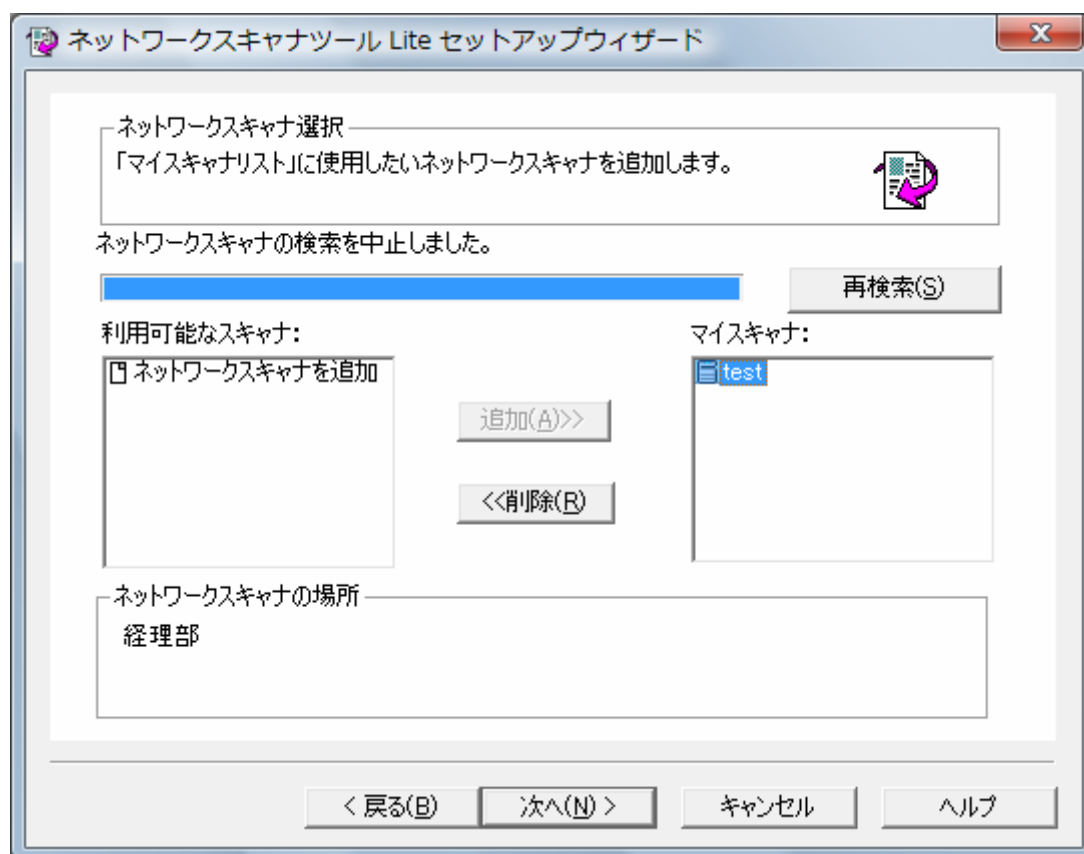 ネットワークスキャナツール Lite セットアップウィザード
ネットワークスキャナ選択
「マイスキャナリスト」に使用したいネットワークスキャナを追加します。
ネットワークスキャナの検索を中止しました。
再検索(S)
利用可能なスキャナ:
マイスキャナ:
ネットワークスキャナを追加
test
追加(A)>>
<<削除(R)
ネットワークスキャナの場所
経理部
< 戻る(B)
次へ(N) >
キャンセル
ヘルプ